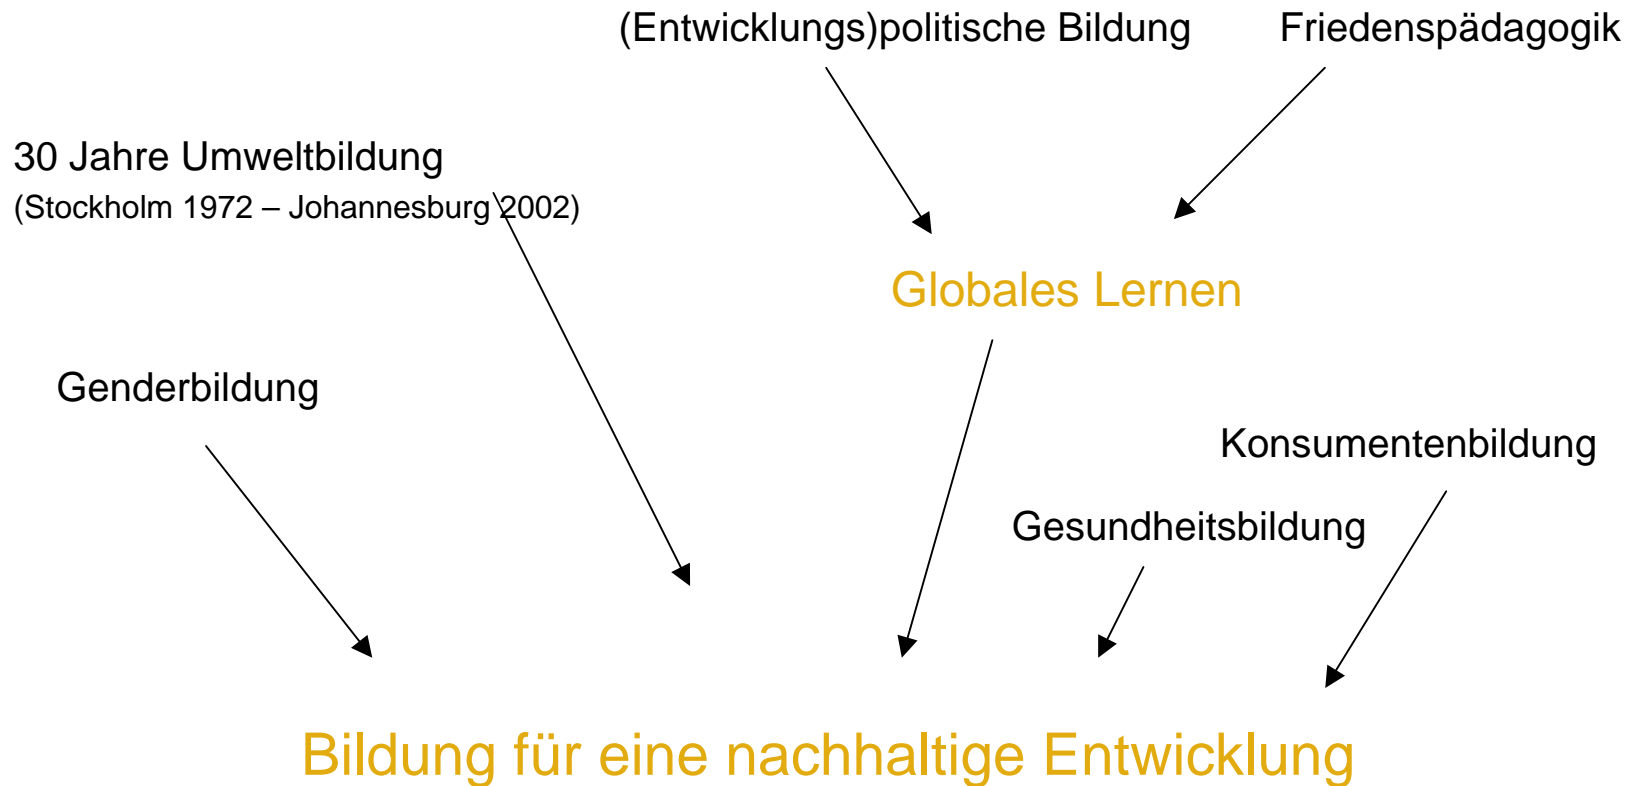 (Entwicklungs)politische Bildung
Friedenspädagogik
30 Jahre Umweltbildung
(Stockholm 1972 – Johannesburg 2002)
Globales Lernen
Genderbildung
Konsumentenbildung
Gesundheitsbildung
Bildung für eine nachhaltige Entwicklung